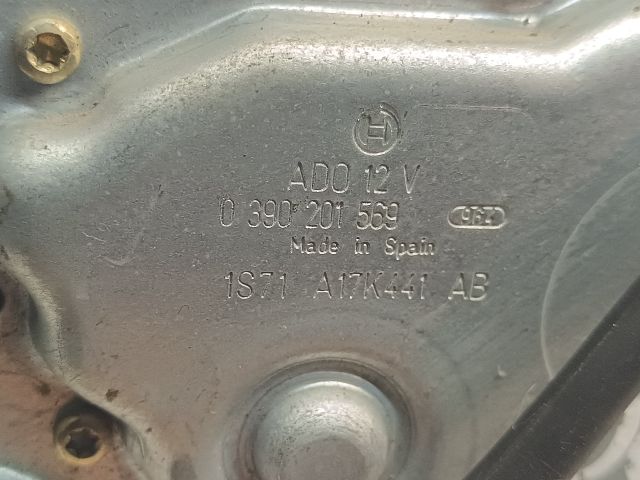 ADO 12 V
0 390 201 569
Made in Spain
1S71 A17K441 AB